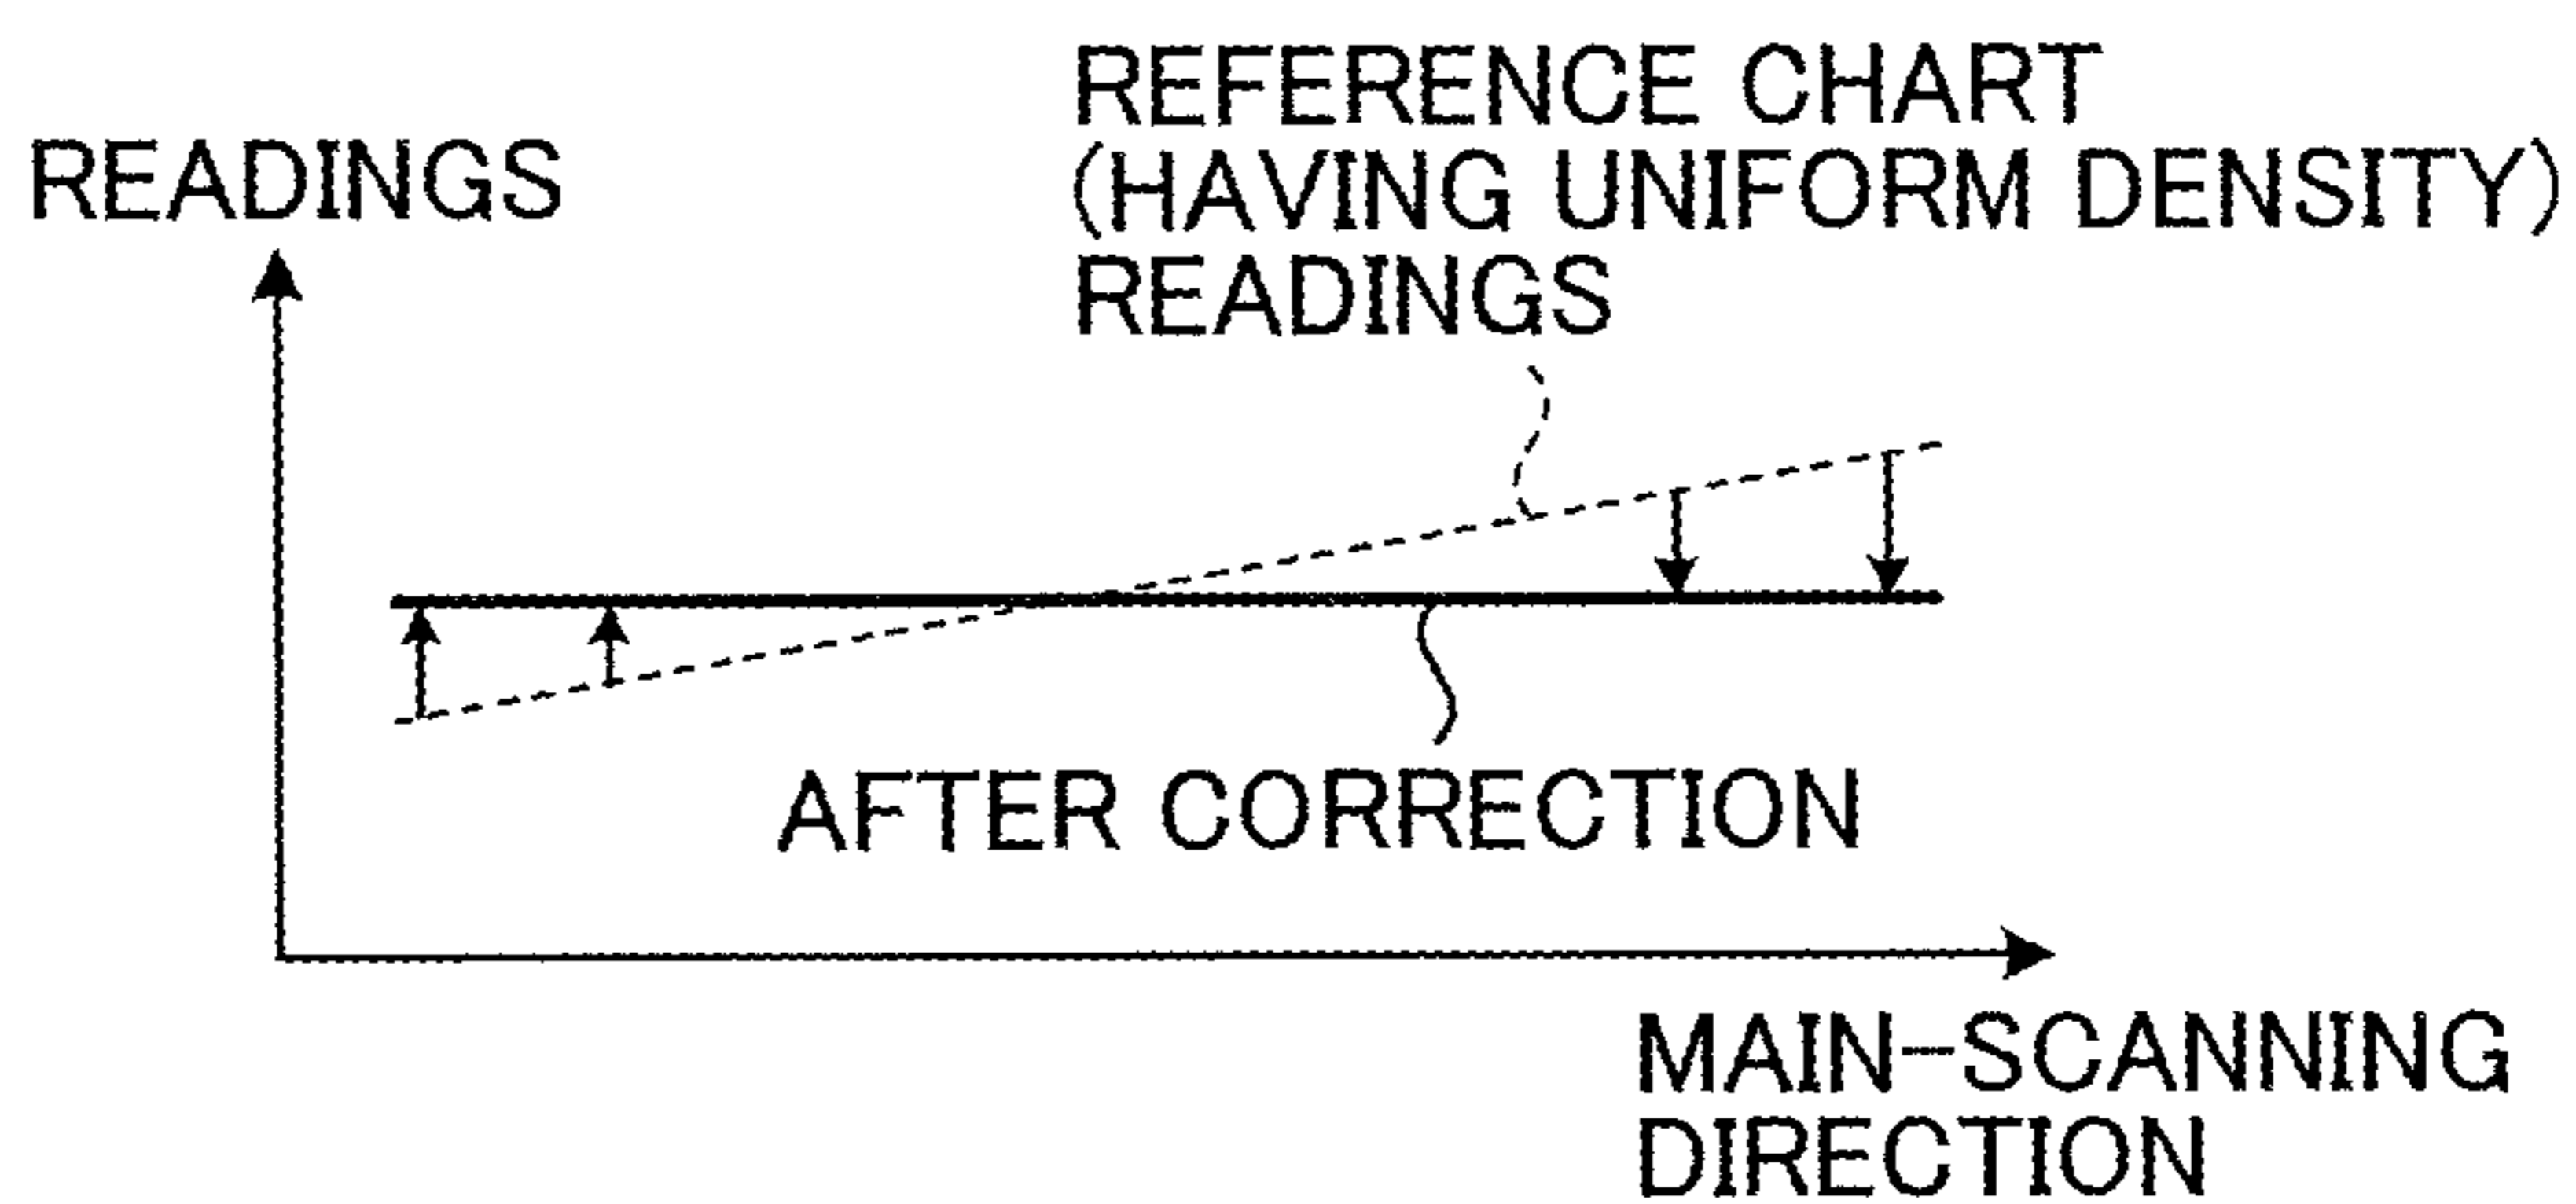 READINGS
REFERENCE CHART
(HAVING UNIFORM DENSITY)
READINGS
AFTER CORRECTION
MAIN-SCANNING
DIRECTION